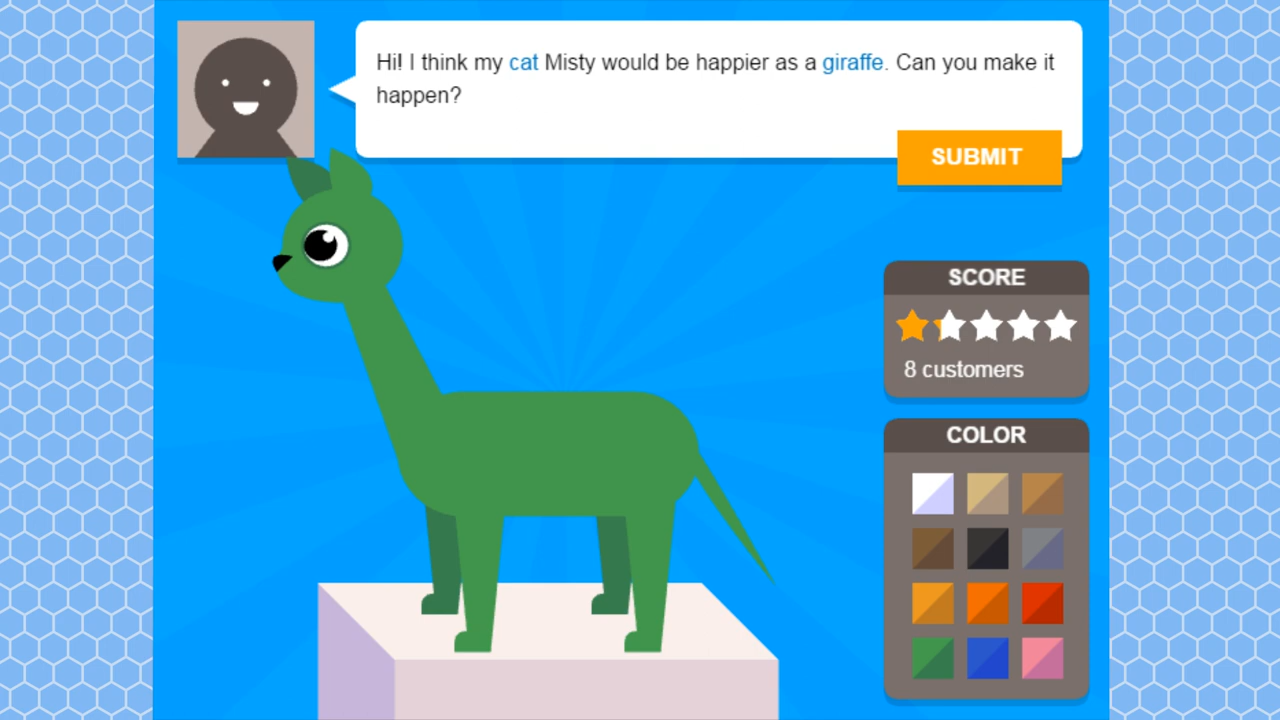 Hi! I think my cat Misty would be happier as a giraffe. Can you make it
happen?
SUBMIT
SCORE
8 customers
COLOR